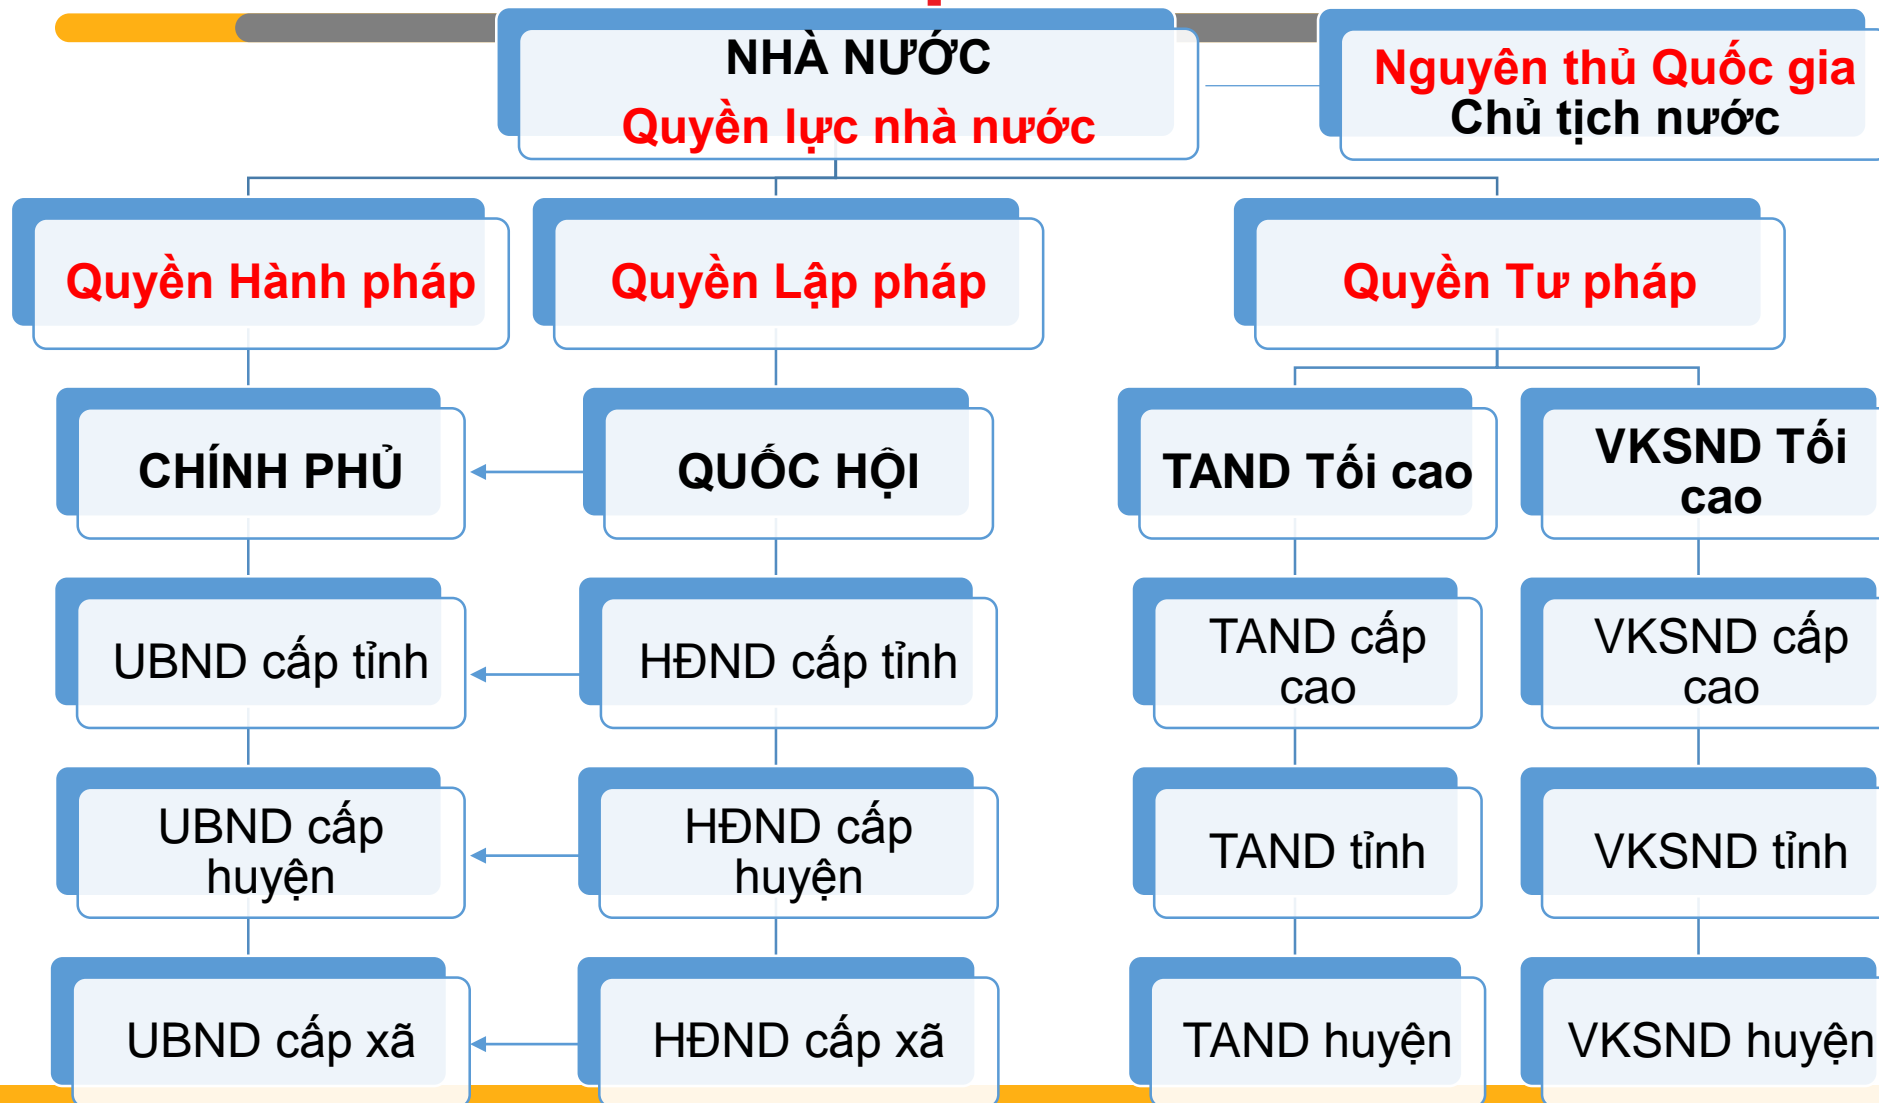 NHÀ NƯỚC
Quyền lực nhà nước
Nguyên thủ Quốc gia
Chủ tịch nước
Quyền Hành pháp
Quyền Lập pháp
Quyền Tư pháp
CHÍNH PHỦ
QUỐC HỘI
TAND Tối cao
VKSND Tối
cao
UBND cấp tỉnh
HĐND cấp tỉnh
TAND cấp
cao
VKSND cấp
cao
UBND cấp
huyện
HĐND cấp
huyện
TAND tỉnh
VKSND tỉnh
UBND cấp xã
HĐND cấp xã
TAND huyện
VKSND huyện